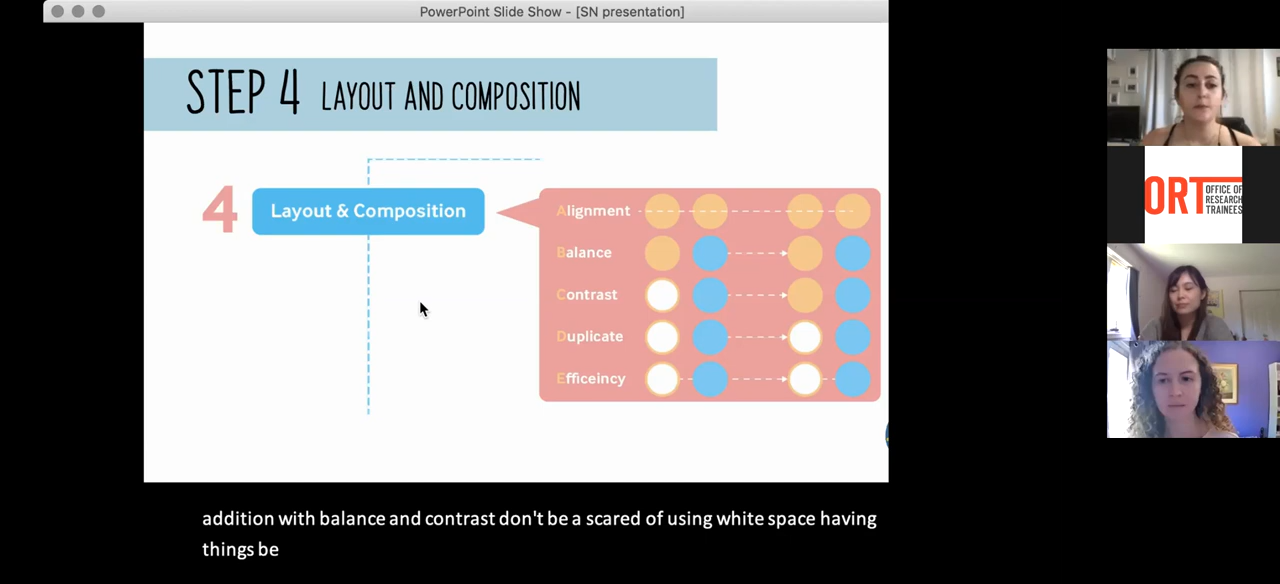 PowerPoint Slide Show - [SN presentation]
STEP 4 LAYOUT AND COMPOSITION
4
Layout & Composition
Alignment
Balance
Contrast
Duplicate
Efficeincy
ORT OFFICE OF
RESEARCH
TRAINEES
addition with balance and contrast don't be a scared of using white space having
things be